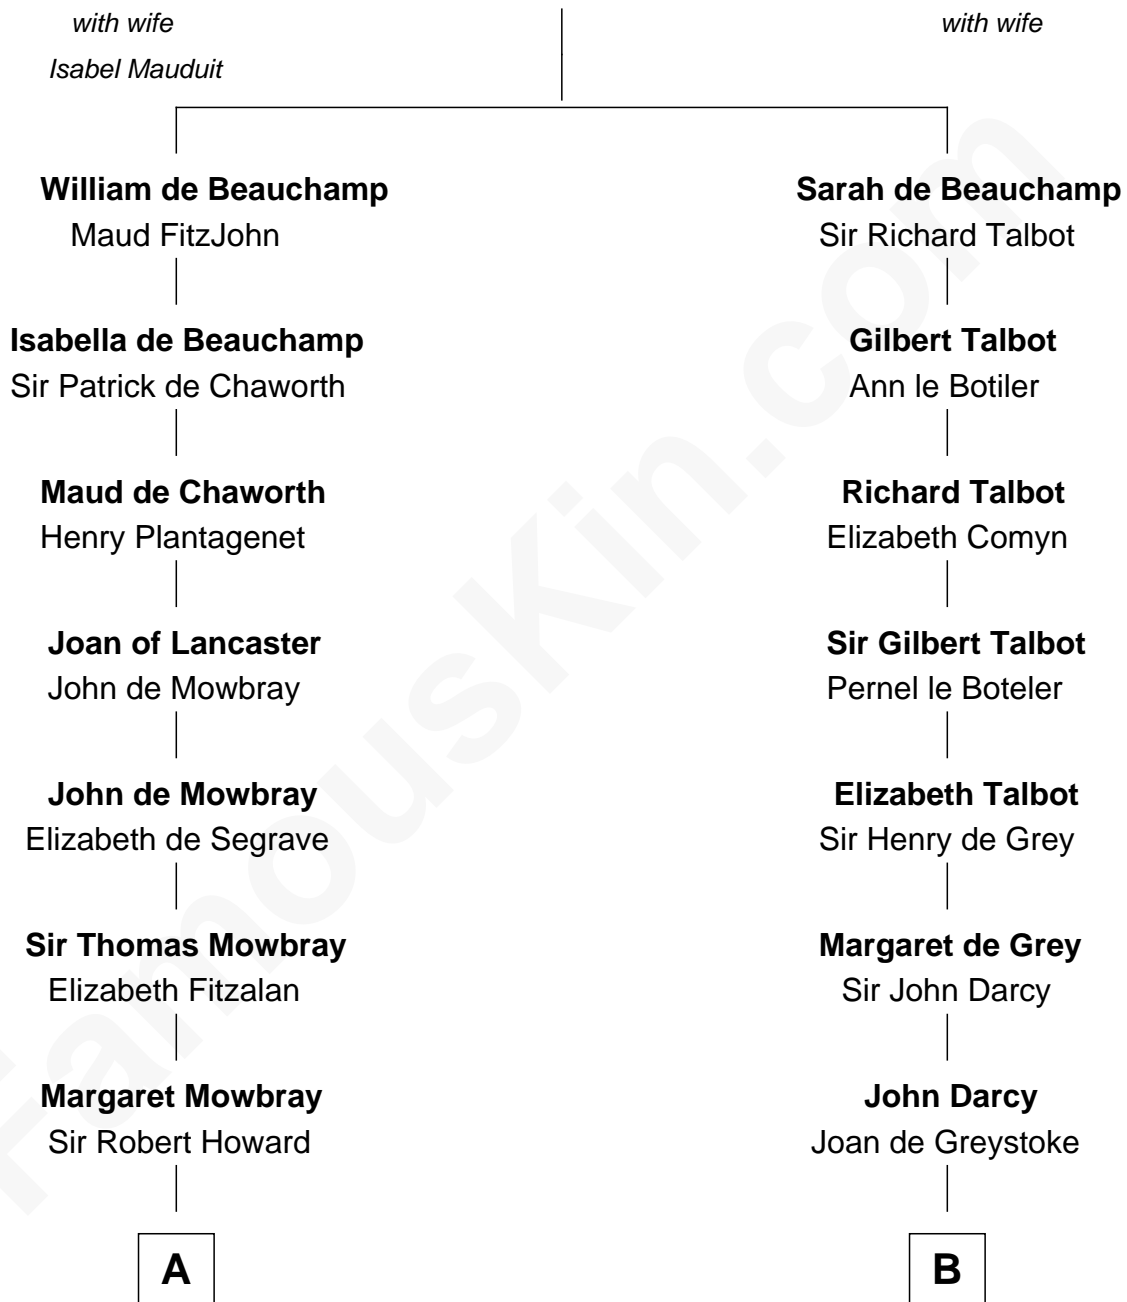 with wife
with wife
Isabel Mauduit
William de Beauchamp
Sarah de Beauchamp
Maud FitzJohn
Sir Richard Talbot
Isabella de Beauchamp
Gilbert Talbot
Sir Patrick de Chaworth
Ann le Botiler
Maud de Chaworth
Richard Talbot
Henry Plantagenet
Elizabeth Comyn
Joan of Lancaster
Sir Gilbert Talbot
John de Mowbray
Pernel le Boteler
John de Mowbray
Elizabeth Talbot
Elizabeth de Segrave
Sir Henry de Grey
Sir Thomas Mowbray
Margaret de Grey
Elizabeth Fitzalan
Sir John Darcy
Margaret Mowbray
John Darcy
Sir Robert Howard
Joan de Greystoke
A
B
FamousKin.com